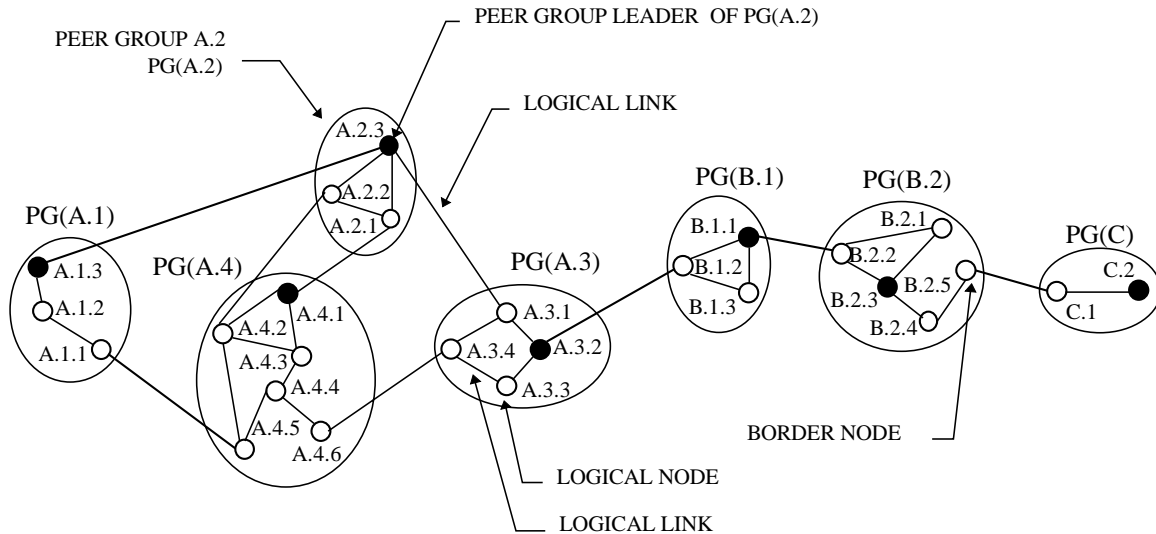 PEER GROUP LEADER OF PG(A.2)
PEER GROUP A.2
PG(A.2)
LOGICAL LINK
A.2.3
A.2.2
A.2.1
PG(A.1)
A.1.3
A.1.2
A.1.1
PG(A.4)
A.4.1
A.4.2
A.4.3
A.4.4
A.4.5
A.4.6
PG(A.3)
A.3.1
A.3.4
A.3.2
A.3.3
PG(B.1)
B.1.1
B.1.2
B.1.3
PG(B.2)
B.2.1
B.2.2
B.2.3
B.2.5
B.2.4
PG(C)
C.2
C.1
BORDER NODE
LOGICAL NODE
LOGICAL LINK